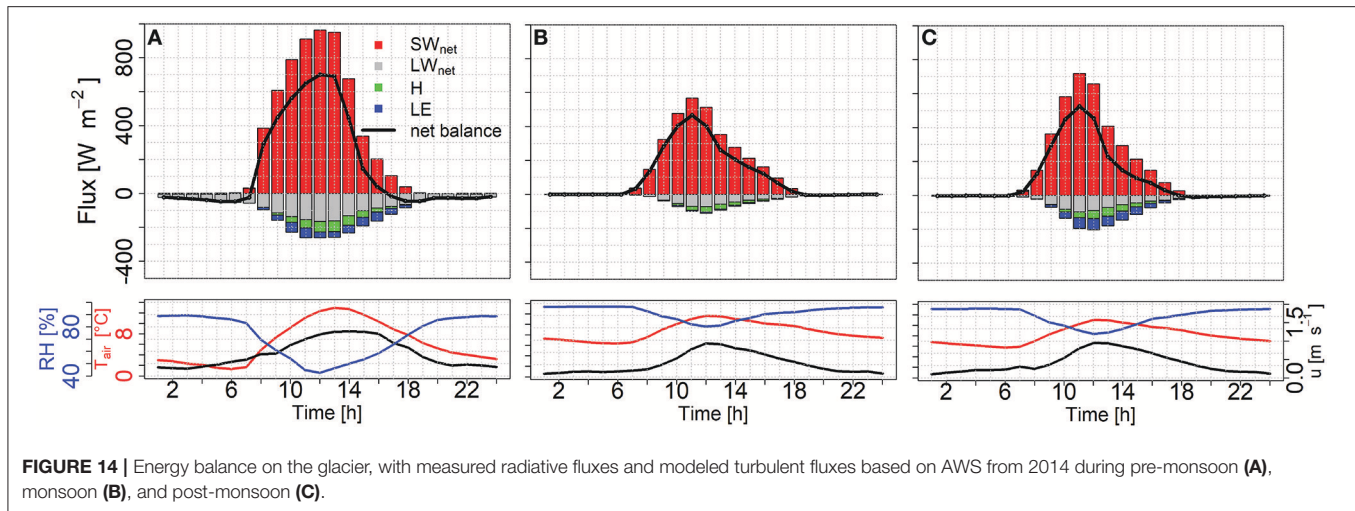 A
B
C
SWnet
LWnet
H
LE
net balance
Flux [W m−2]
800
400
0
−400
RH [%]
40 80
Tair [°C]
0 8
2 6 10 14 18 22
Time [h]
2 6 10 14 18 22
Time [h]
2 6 10 14 18 22
Time [h]
0.0 1.5
u [m s−1]
FIGURE 14 | Energy balance on the glacier, with measured radiative fluxes and modeled turbulent fluxes based on AWS from 2014 during pre-monsoon (A),
monsoon (B), and post-monsoon (C).